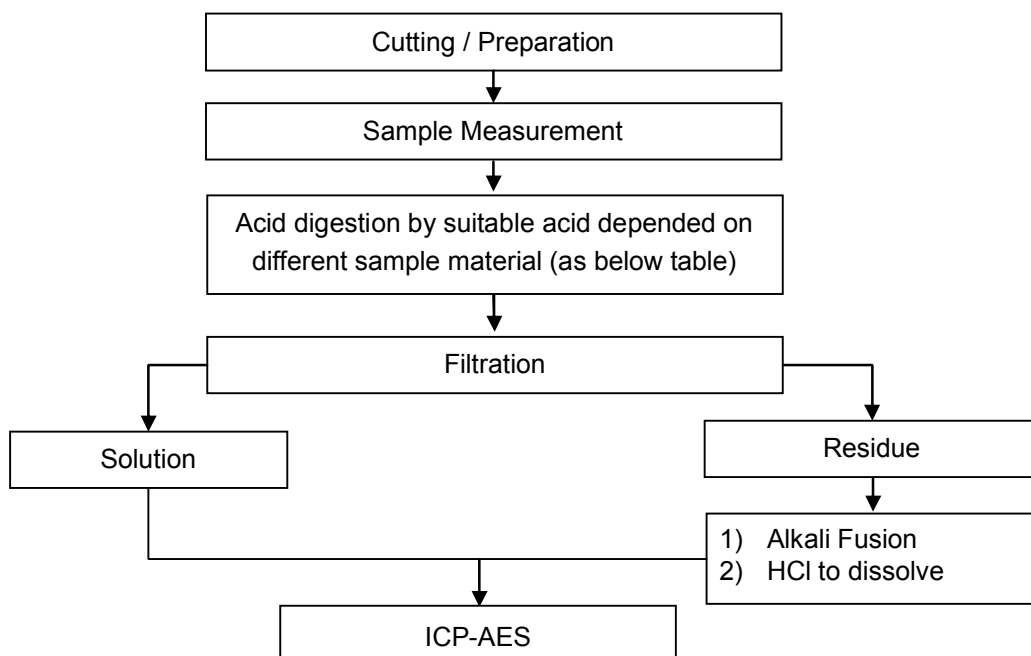 Cutting / Preparation
Sample Measurement
Acid digestion by suitable acid depended on
different sample material (as below table)
Filtration
Solution
Residue
1) Alkali Fusion
2) HCl to dissolve
ICP-AES